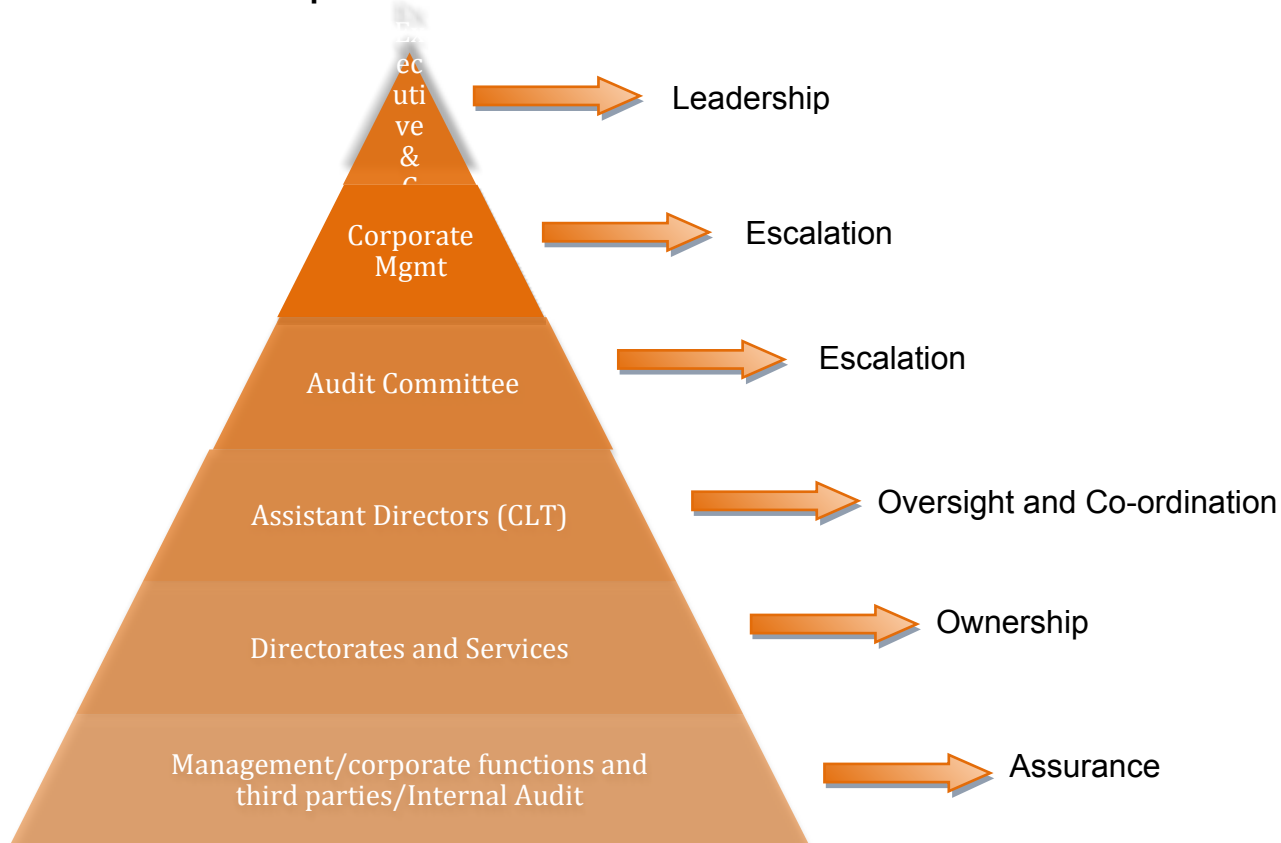 Ex
ec
uti
ve
&
Leadership
Corporate
Mgmt
Escalation
Audit Committee
Escalation
Assistant Directors (CLT)
Oversight and Co-ordination
Directorates and Services
Ownership
Management/corporate functions and
third parties/Internal Audit
Assurance